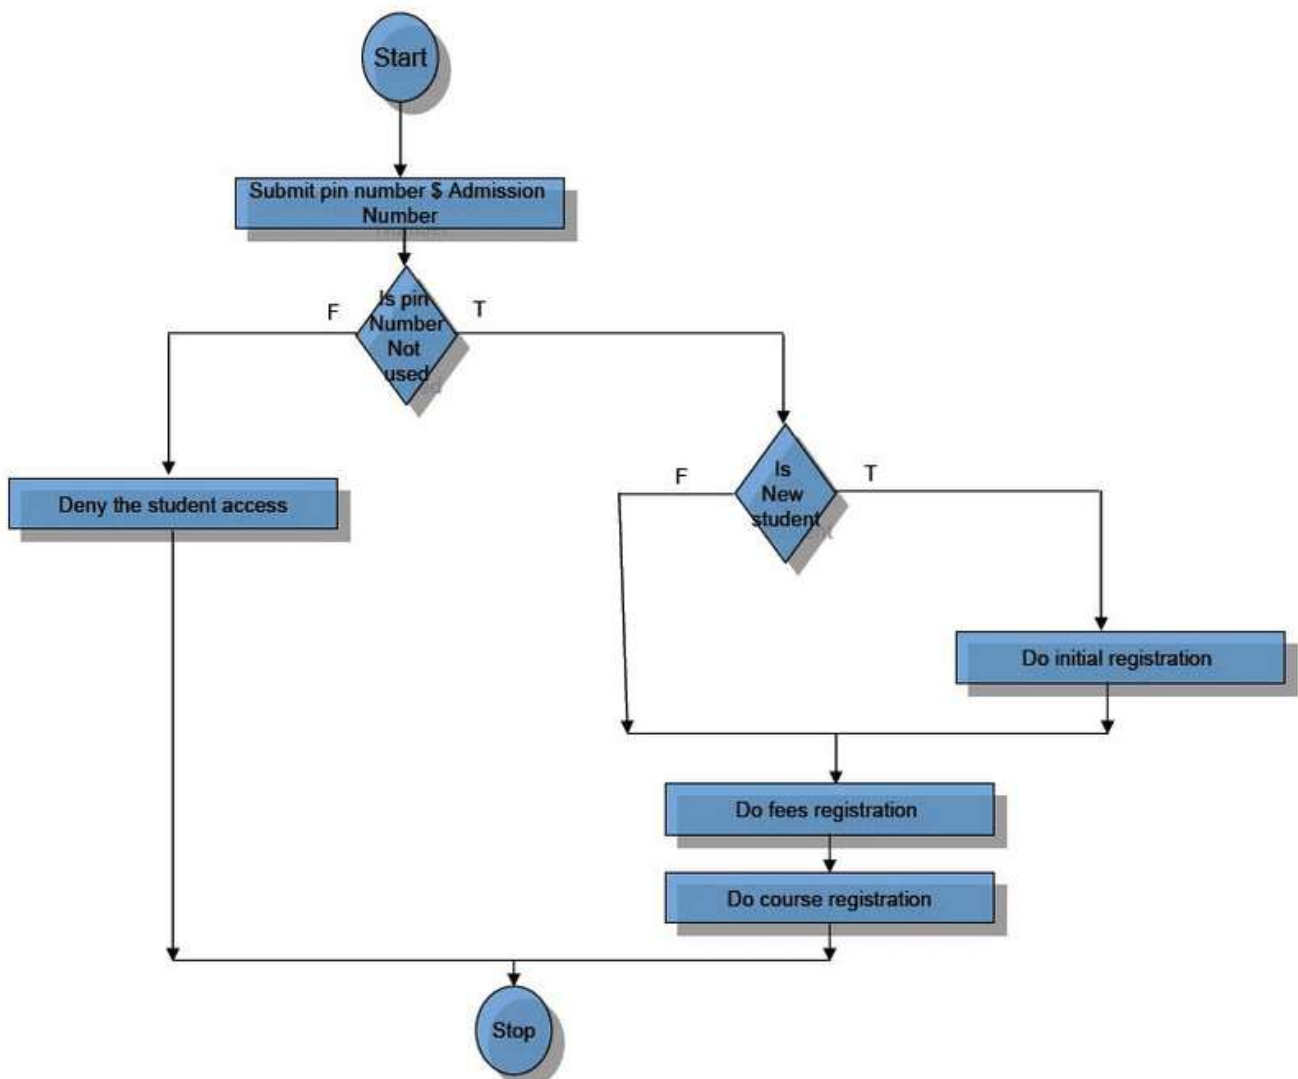 Start
Submit pin number $ Admission
Number
F
T
Is pin
Number
Not
used
Deny the student access
F
T
Is
New
student
Do initial registration
Do fees registration
Do course registration
Stop